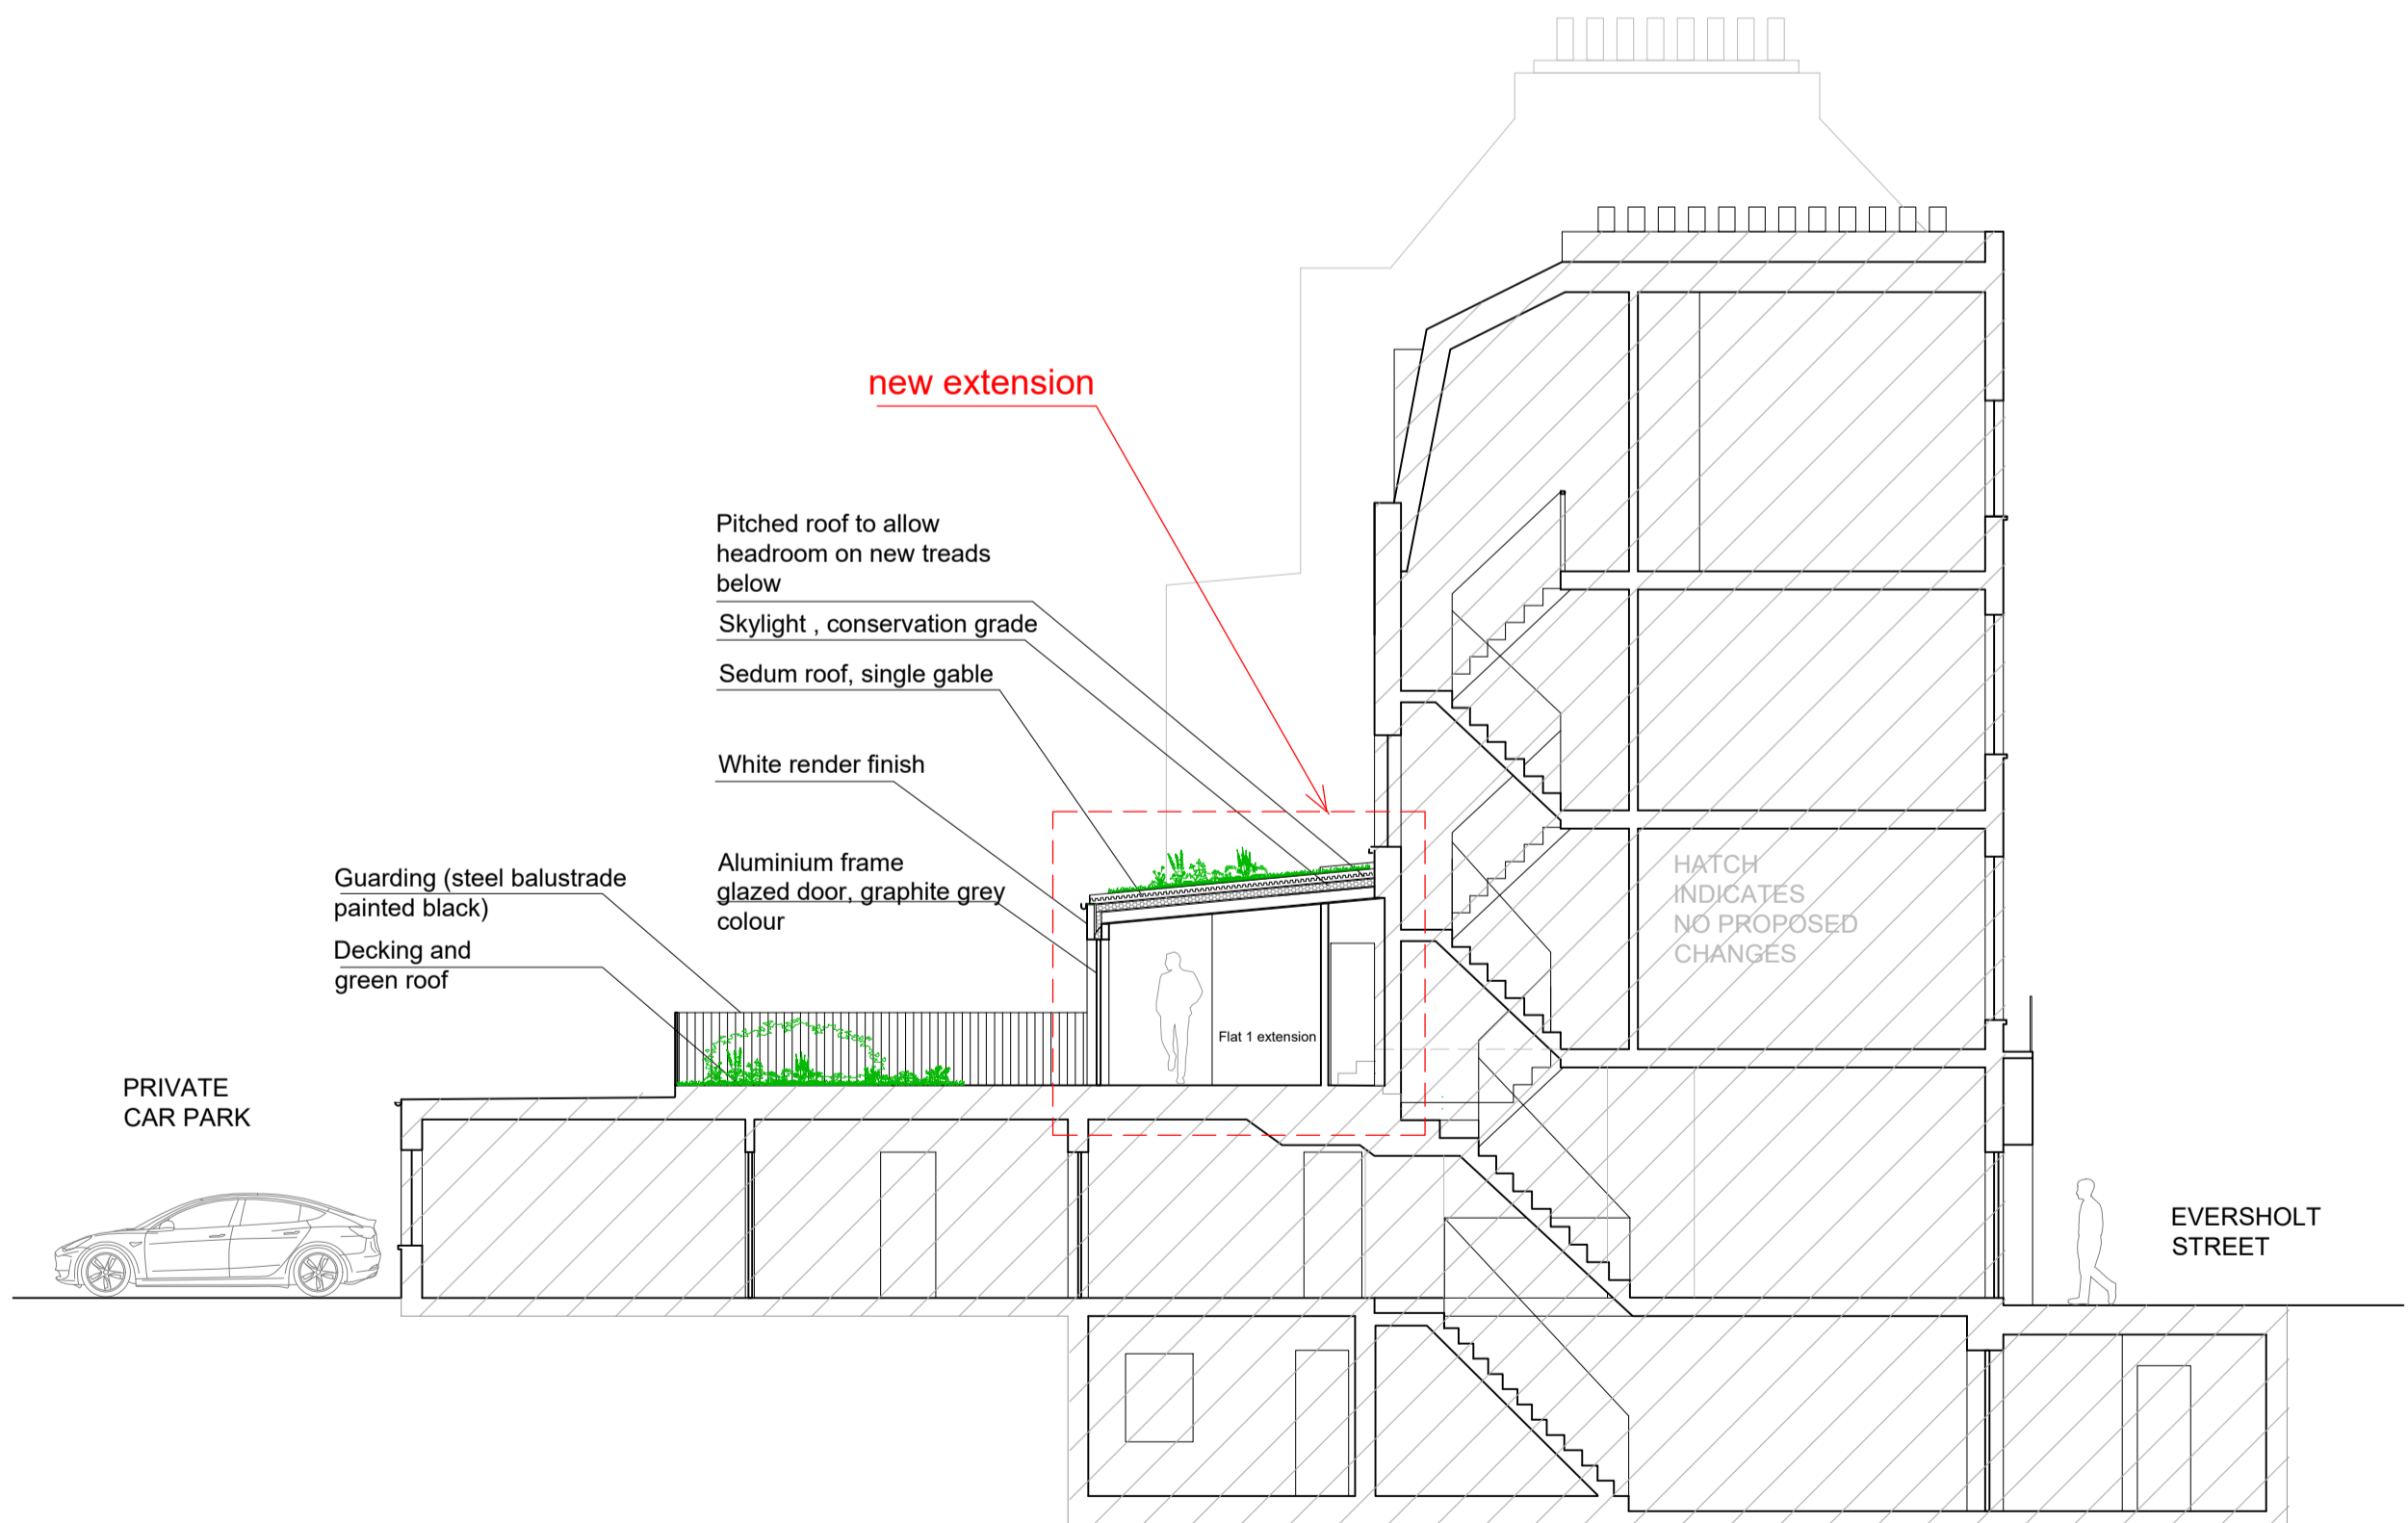 new extension
Pitched roof to allow
headroom on new treads
below
Skylight , conservation grade
Sedum roof, single gable
White render finish
Aluminium frame
glazed door, graphite grey
colour
Guarding (steel balustrade
painted black)
Decking and
green roof
HATCH
INDICATES
NO PROPOSED
CHANGES
Flat 1 extension
PRIVATE
CAR PARK
EVERSHOLT
STREET